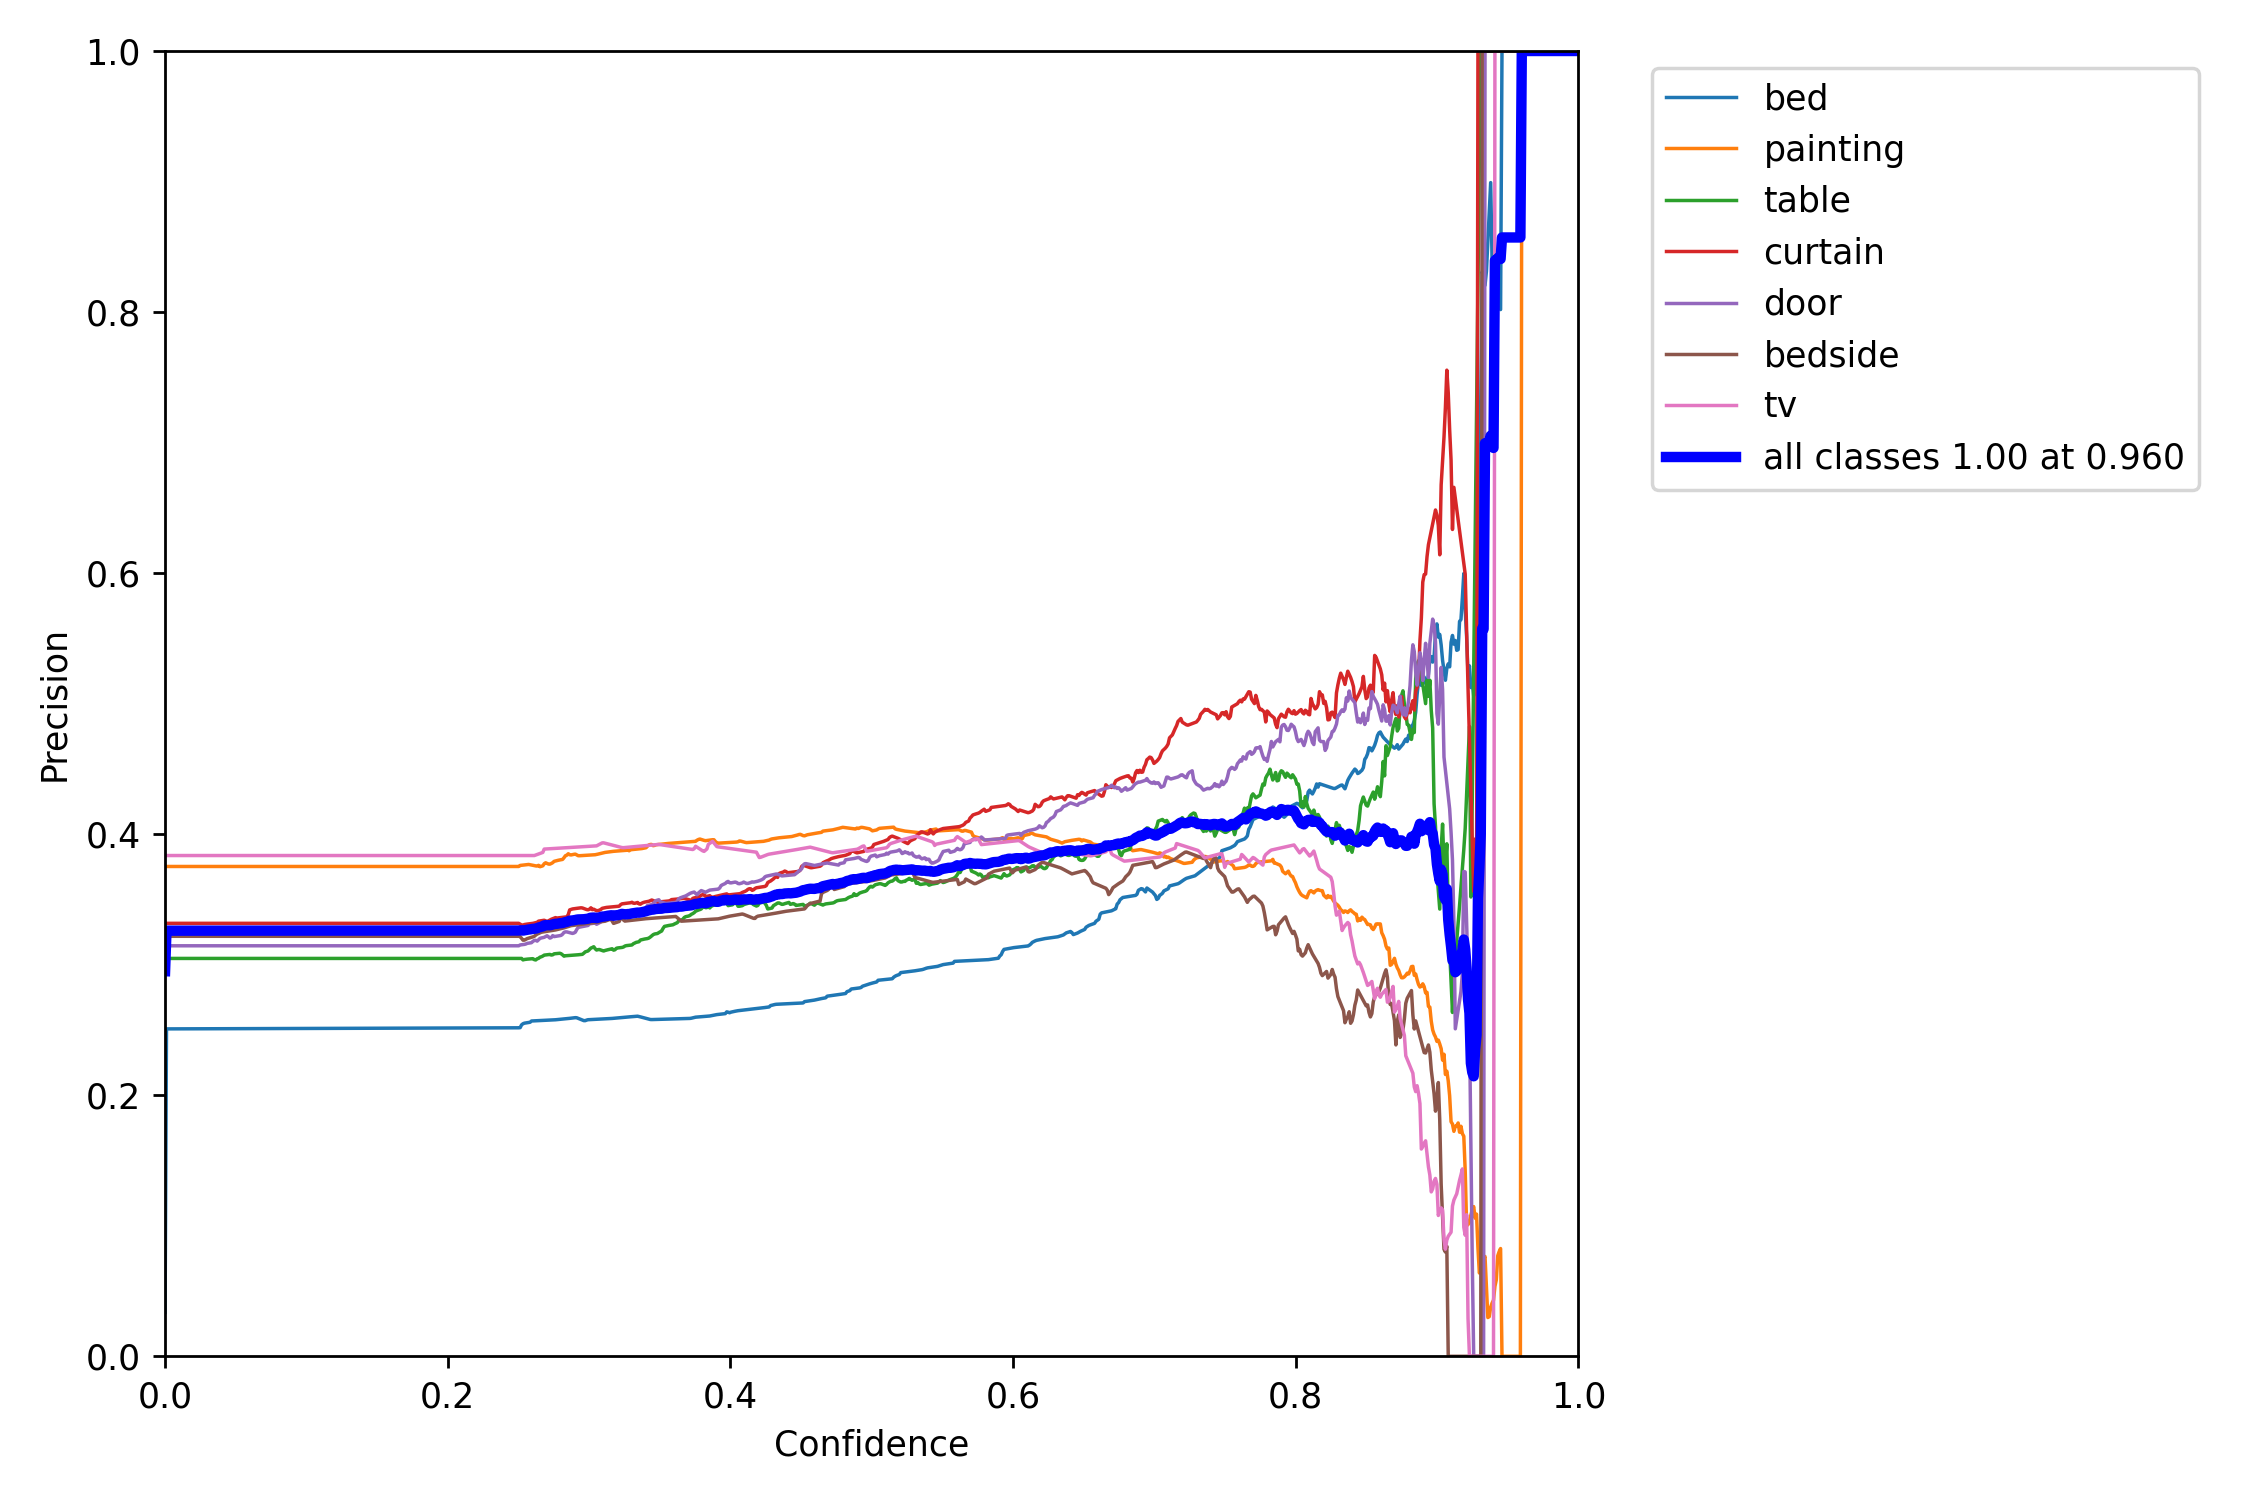 1.0
0.8
0.6
0.4
0.2
0.0
0.0 0.2 0.4 0.6 0.8 1.0
Precision
Confidence
bed
painting
table
curtain
door
bedside
tv
all classes 1.00 at 0.960